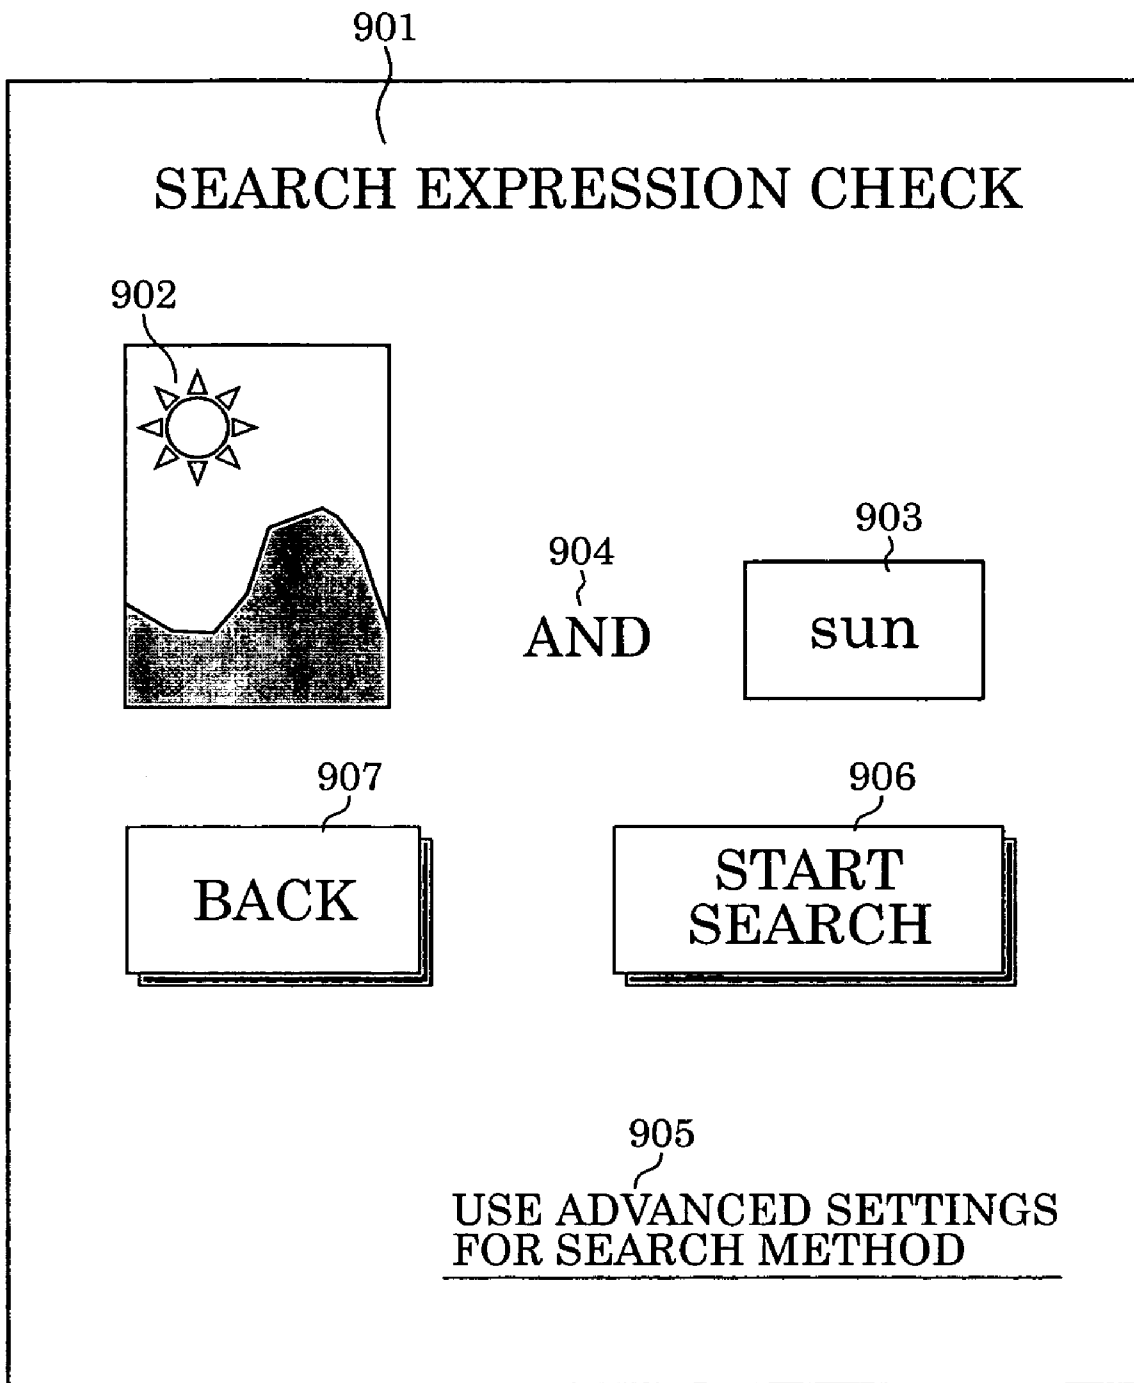 901
SEARCH EXPRESSION CHECK
902
903
904
AND
sun
907
906
BACK
START
SEARCH
905
USE ADVANCED SETTINGS
FOR SEARCH METHOD